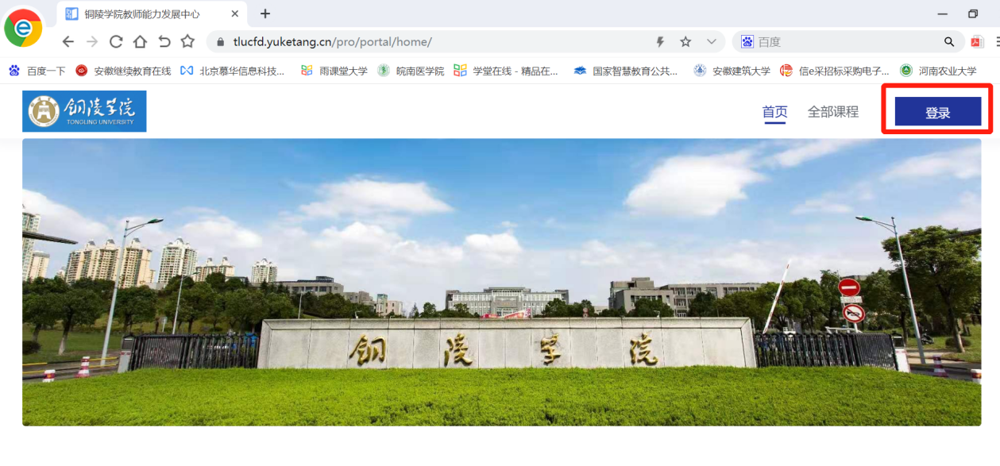 铜陵学院教师能力发展中心
tlucfd.yuketang.cn/pro/portal/home/
百度
百度一下 安徽继续教育在线 北京慕华信息科技... 雨课堂大学 皖南医学院 学堂在线 - 精品在... 国家智慧教育公共... 安徽建筑大学 信e采招标采购电子... 河南农业大学
铜陵学院
TONGLING UNIVERSITY
首页 全部课程 登录
铜陵学院